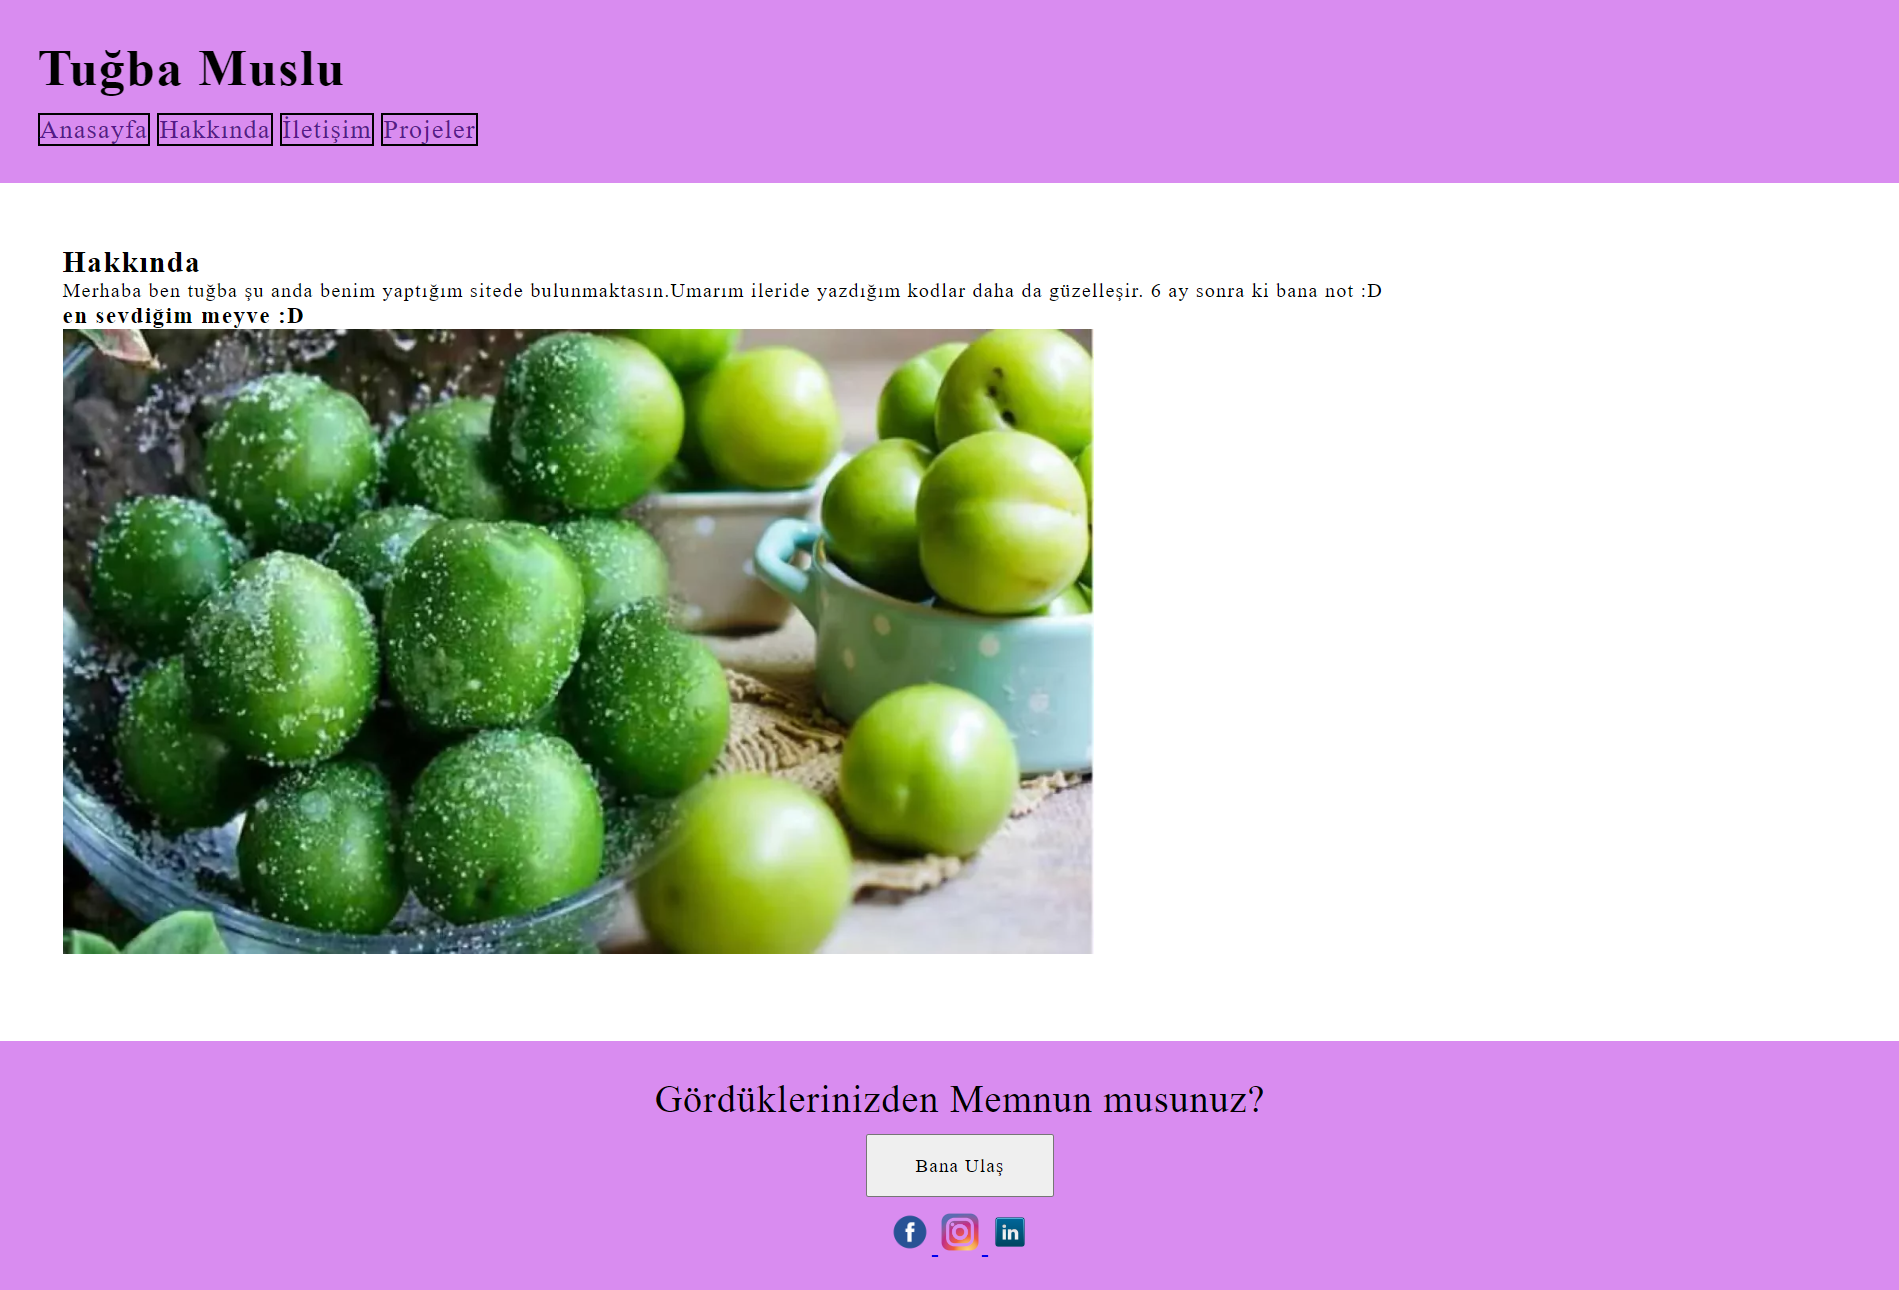 Tuğba Muslu
Anasayfa Hakkında İletişim Projeler
Hakkında
Merhaba ben tuğba şu anda benim yaptığım sitede bulunmaktasın.Umarım ileride yazdığım kodlar daha da güzelleşir. 6 ay sonra ki bana not :D
en sevdiğim meyve :D
Gördüklerinizden Memnun musunuz?
Bana Ulaş
f in